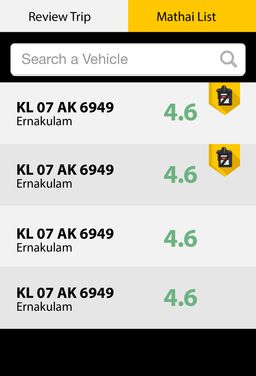 Review Trip
Mathai List
Search a Vehicle
KL 07 AK 6949
Ernakulam
4.6
KL 07 AK 6949
Ernakulam
4.6
KL 07 AK 6949
Ernakulam
4.6
KL 07 AK 6949
Ernakulam
4.6